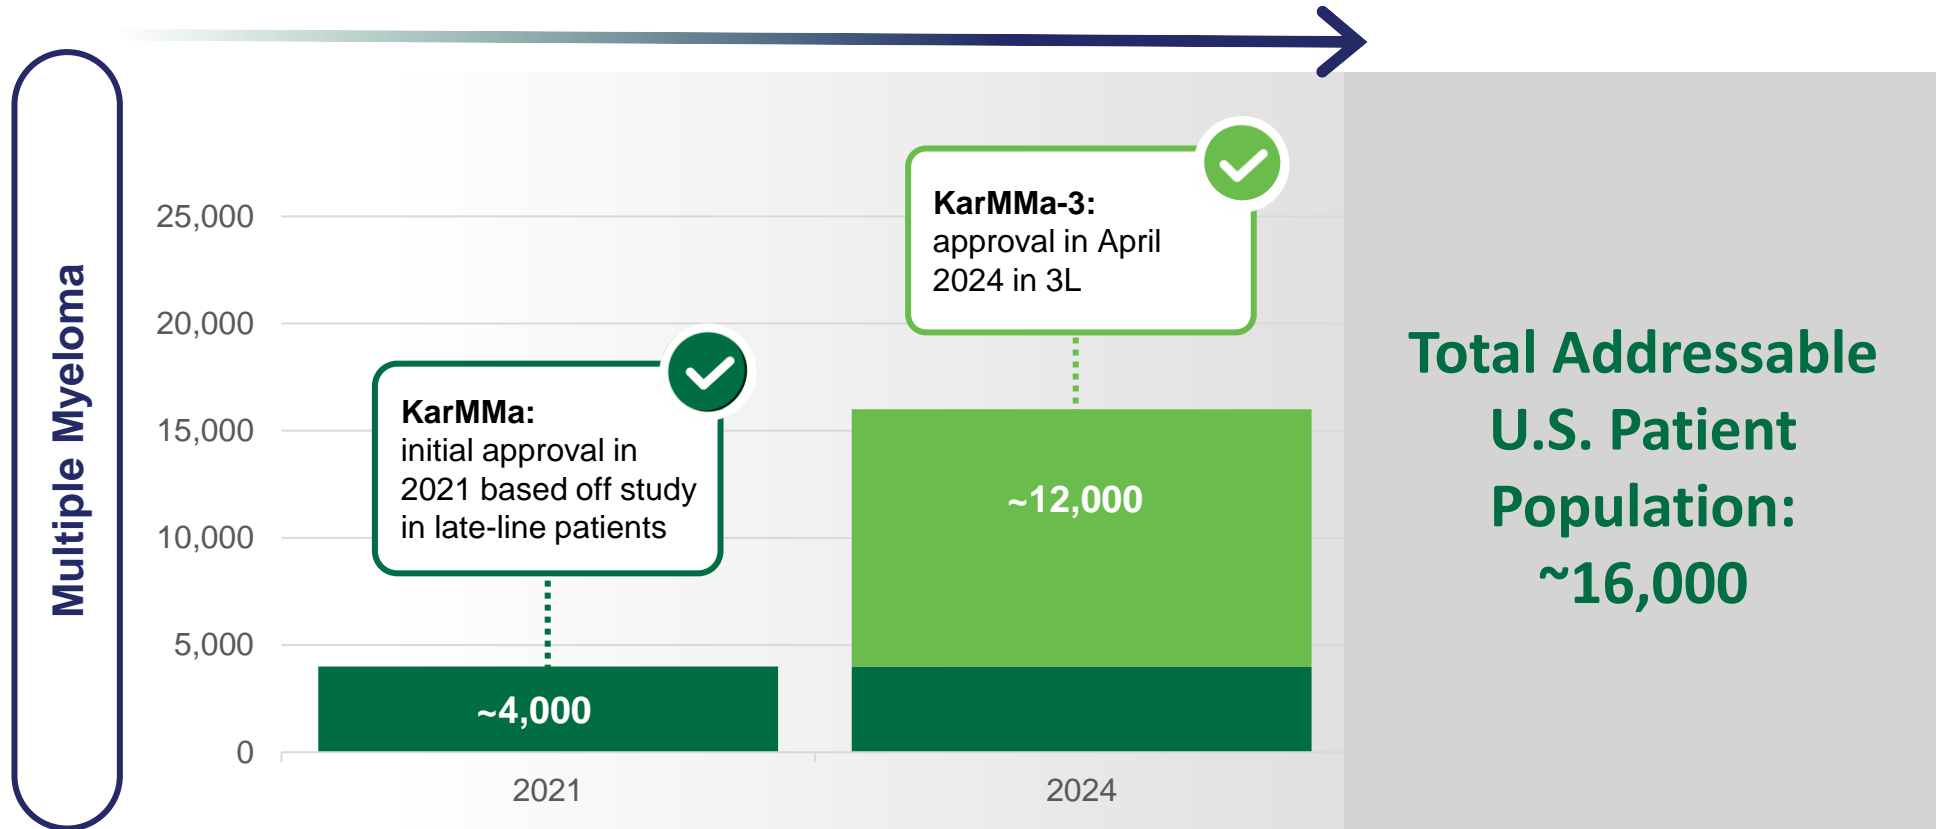 Multiple Myeloma
25,000
20,000
15,000
10,000
5,000
0
KarMMa:
initial approval in
2021 based off study
in late-line patients
~4,000
2021
KarMMa-3:
approval in April
2024 in 3L
~12,000
2024
Total Addressable
U.S. Patient
Population:
~16,000